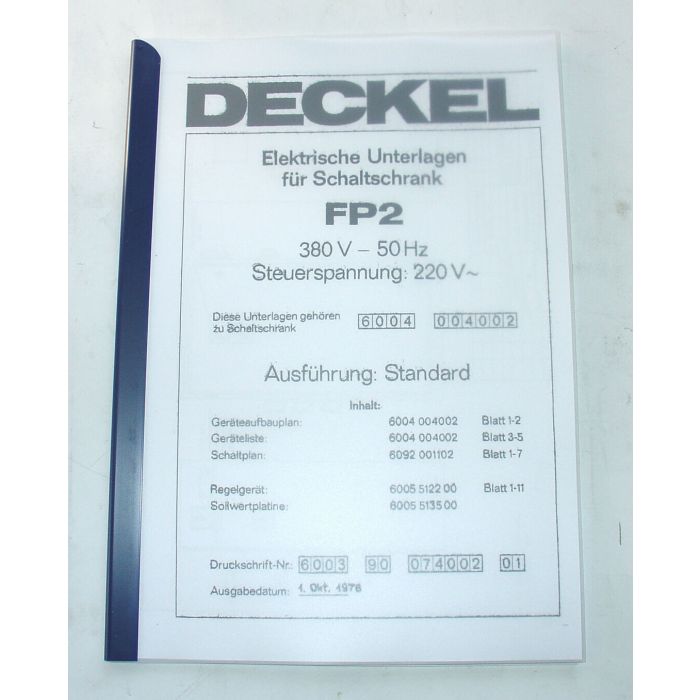 DECKEL
Elektrische Unterlagen
für Schaltschrank
FP2
380 V – 50 Hz
Steuerspannung: 220 V~
Diese Unterlagen gehören
zu Schaltschrank
6004 004002
Ausführung: Standard
Inhalt:
Geräteaufbauplan: 6004 004002 Blatt 1-2
Geräteliste: 6004 004002 Blatt 3-5
Schaltplan: 6092 001102 Blatt 1-7
Regelgerät: 6005 5122 00 Blatt 1-11
Sollwertplatine: 6005 5135 00
Druckschrift-Nr.: 6003 90 074002 01
Ausgabedatum: 1. Okt. 1976